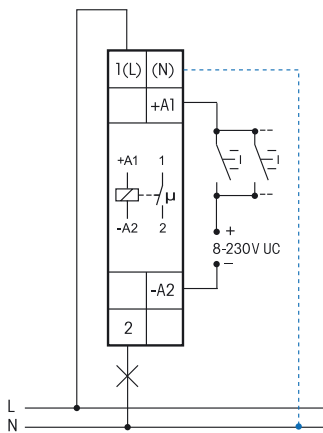 1(L) (N)
+A1
+A1 1
µ
-A2 2
+
8-230V UC
–
-A2
2
L
N